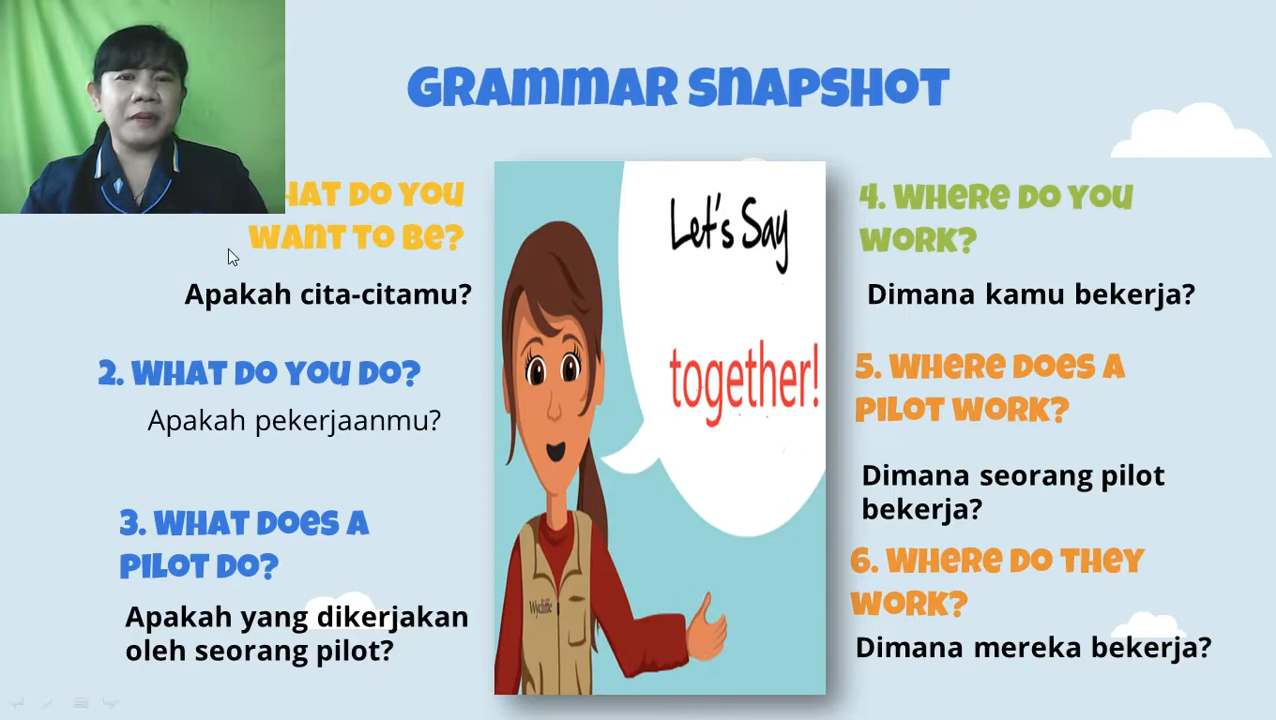 GRAMMAR SNAPSHOT
HAT DO YOU
WANT TO BE?
Apakah cita-citamu?
2. WHAT DO YOU DO?
Apakah pekerjaanmu?
3. WHAT DOES A
PILOT DO?
Apakah yang dikerjakan
oleh seorang pilot?
Let's Say
together!
Wycliffe
4. WHERE DO YOU
WORK?
Dimana kamu bekerja?
5. WHERE DOES A
PILOT WORK?
Dimana seorang pilot
bekerja?
6. WHERE DO THEY
WORK?
Dimana mereka bekerja?